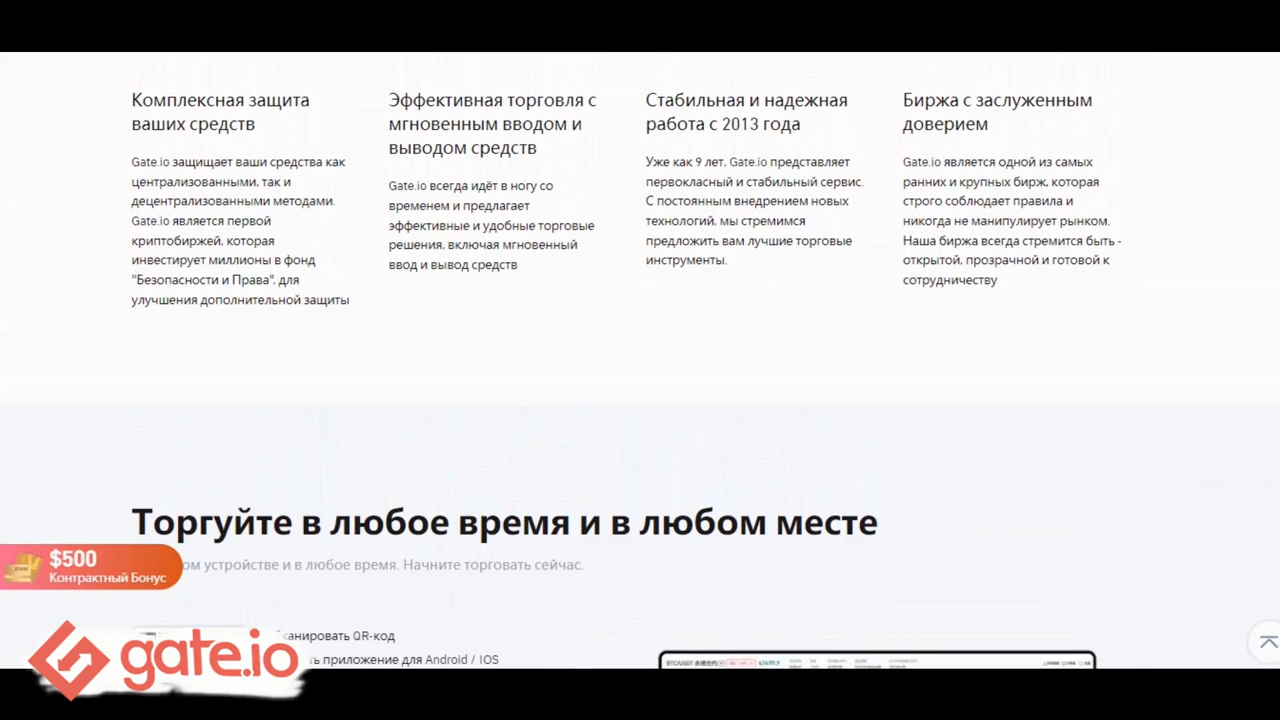 Комплексная защита
ваших средств
Gate.io защищает ваши средства как
централизованными, так и
децентрализованными методами.
Gate.io является первой
криптобиржей, которая
инвестирует миллионы в фонд
"Безопасности и Права", для
улучшения дополнительной защиты
Эффективная торговля с
мгновенным вводом и
выводом средств
Gate.io всегда идёт в ногу со
временем и предлагает
эффективные и удобные торговые
решения, включая мгновенный
ввод и вывод средств
Стабильная и надежная
работа с 2013 года
Уже как 9 лет, Gate.io представляет
первокласный и стабильный сервис.
С постоянным внедрением новых
технологий, мы стремимся
предложить вам лучшие торговые
инструменты.
Биржа с заслуженным
доверием
Gate.io является одной из самых
ранних и крупных бирж, которая
строго соблюдает правила и
никогда не манипулирует рынком.
Наша биржа всегда стремится быть -
открытой, прозрачной и готовой к
сотрудничеству
Торгуйте в любое время и в любом месте
ом устройстве и в любое время. Начните торговать сейчас.
$500
Контрактный Бонус
канировать QR-код
ть приложение для Android / IOS
gate.io
BTC/USDT